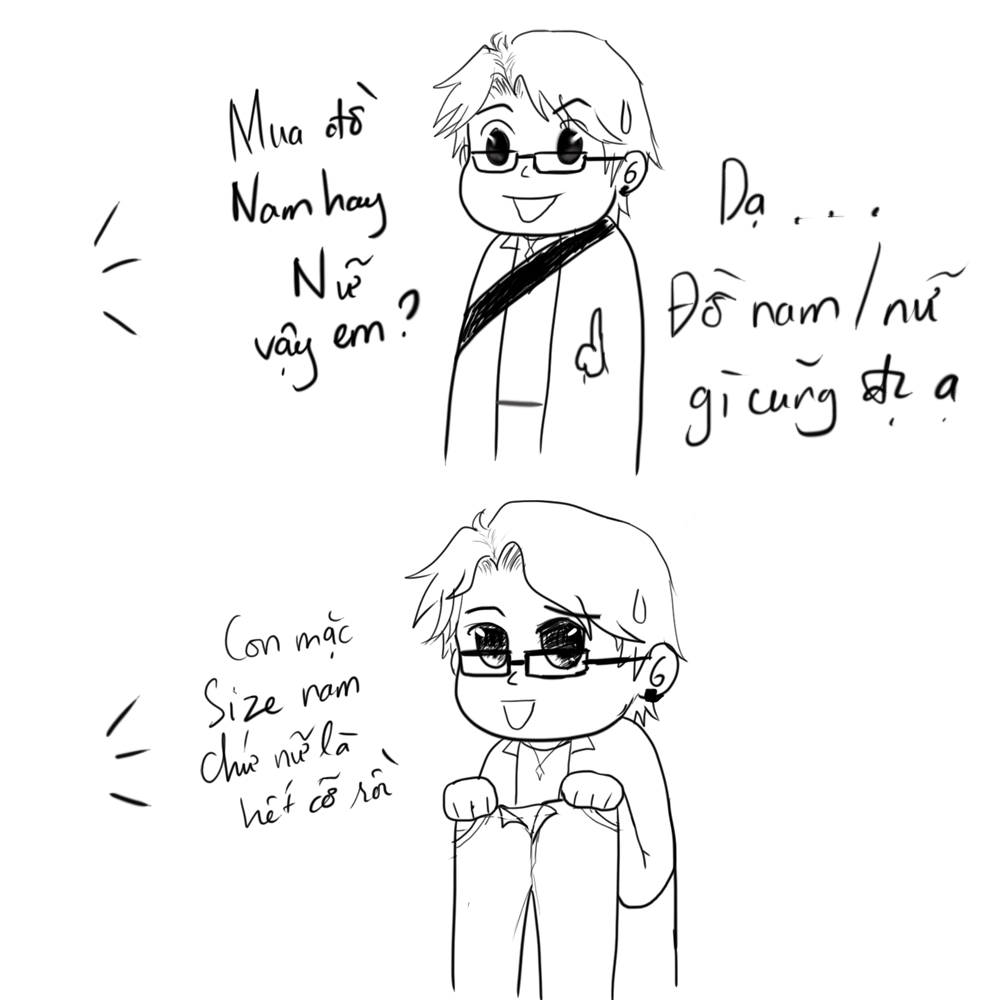 Mua đồ
Nam hay
Nữ
vậy em?
Dạ ....
Đồ nam/nữ
gì cũng đc ạ
Con mặc
Size nam
chứ nữ là
hết cỡ rồi